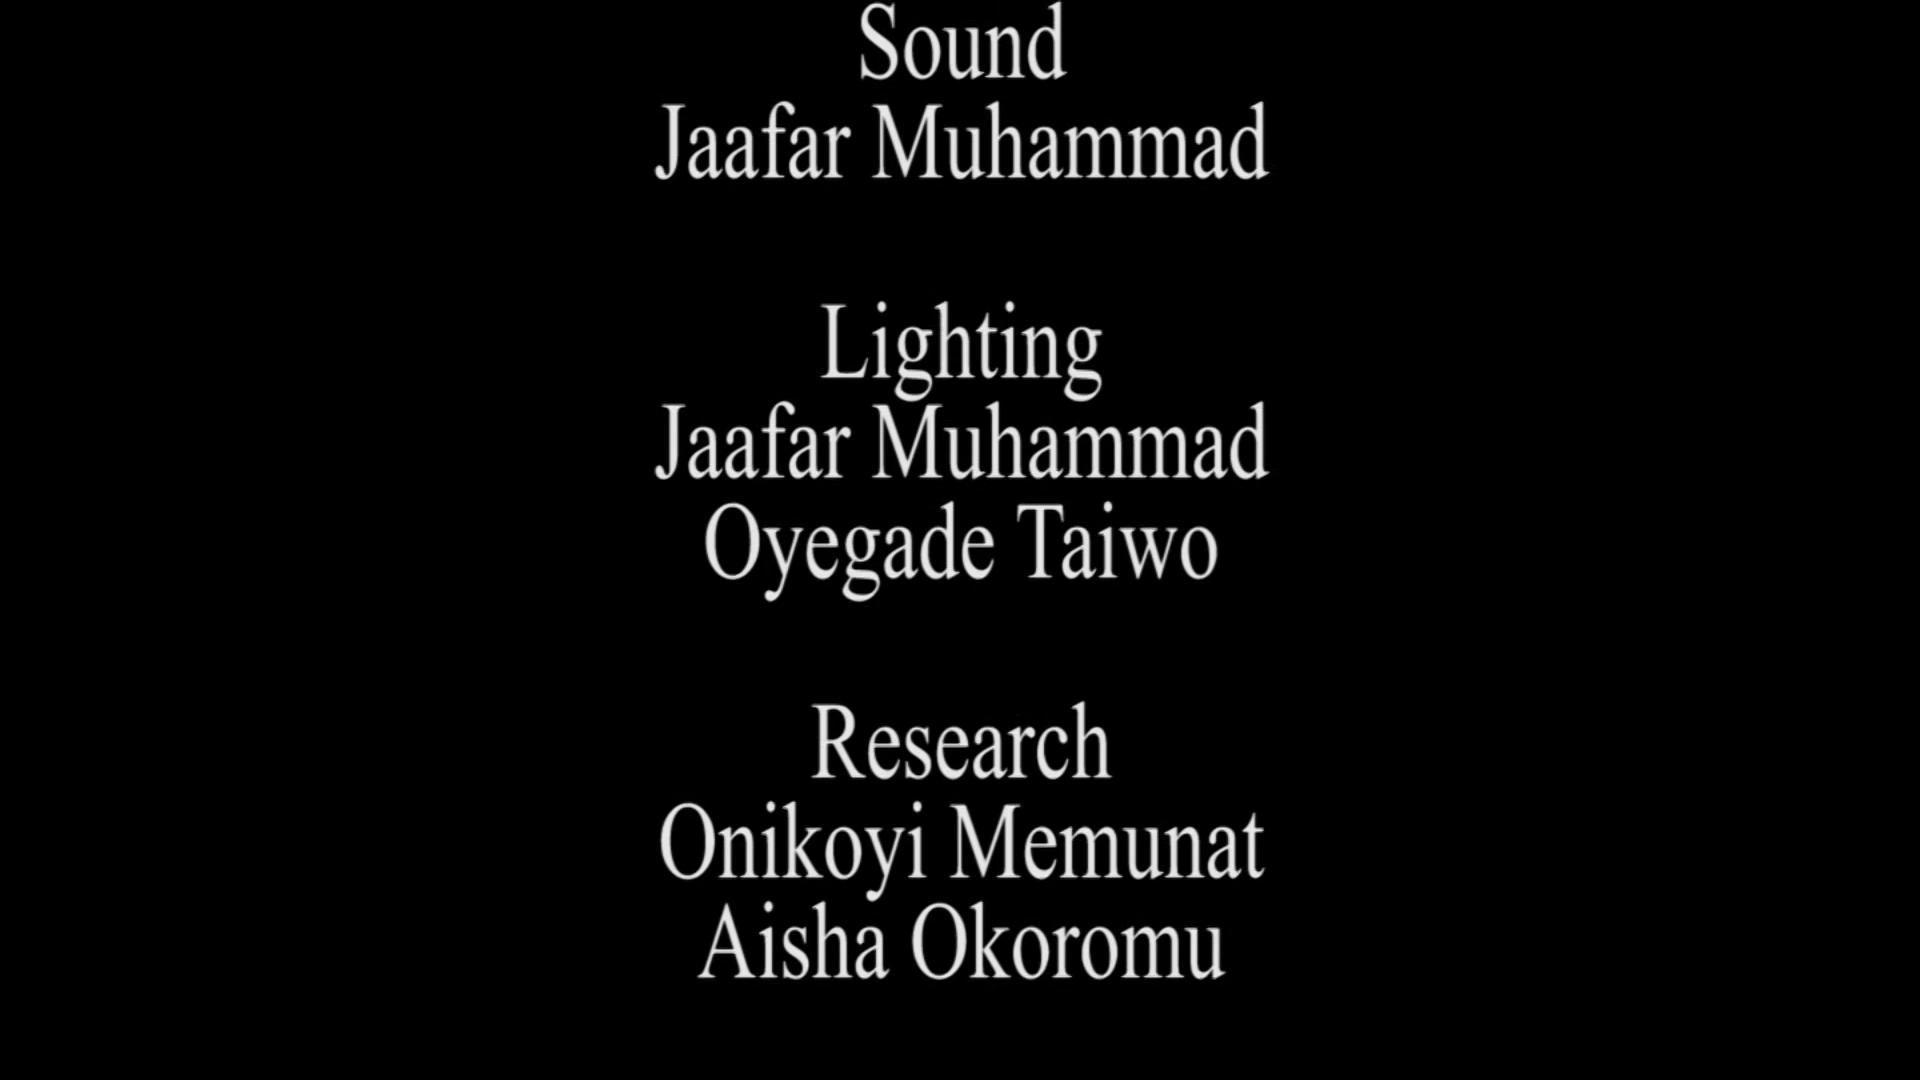 Sound
Jaafar Muhammad
Lighting
Jaafar Muhammad
Oyegade Taiwo
Research
Onikoyi Memunat
Aisha Okoromu